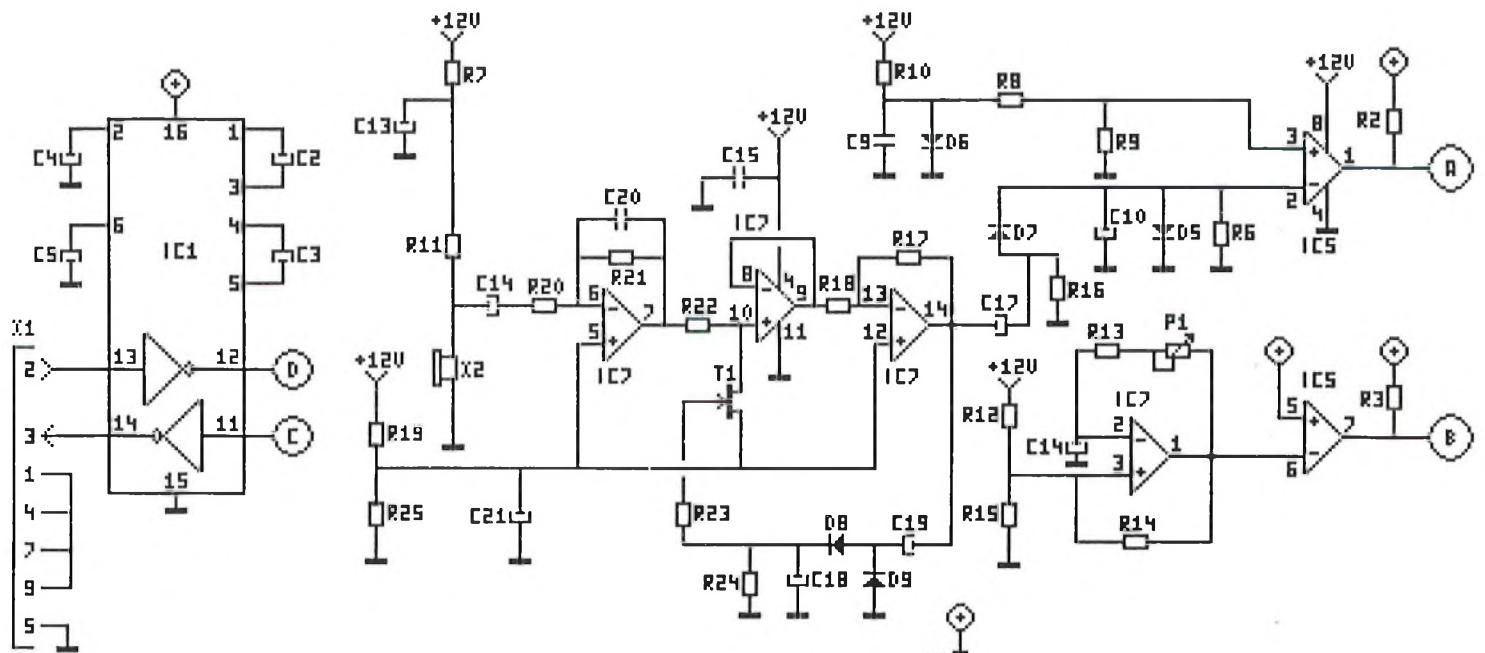 +12V
+12V
R7
R10
R8
+12V
2
16
1
C13
+12V
8
R2
C4
C2
C9
D6
R9
3
+
1
A
C15
3
-
2
6
4
C20
4
C10
IC7
IC5
C5
IC1
C3
R11
R17
D7
D5
R6
R21
8
-
4
9
5
C14
R20
R18
R16
6
-
7
R22
10
+
13
-
14
C17
X1
5
+
11
12
+
R13
P1
2
13
12
D
+12V
X2
IC7
T1
IC7
+12V
IC5
3
14
11
C
R12
IC7
5
+
7
R3
B
2
-
1
R19
C14
3
+
-
6
1
15
4
R25
C21
R23
D8
C19
R15
R14
7
9
R24
C18
D9
5